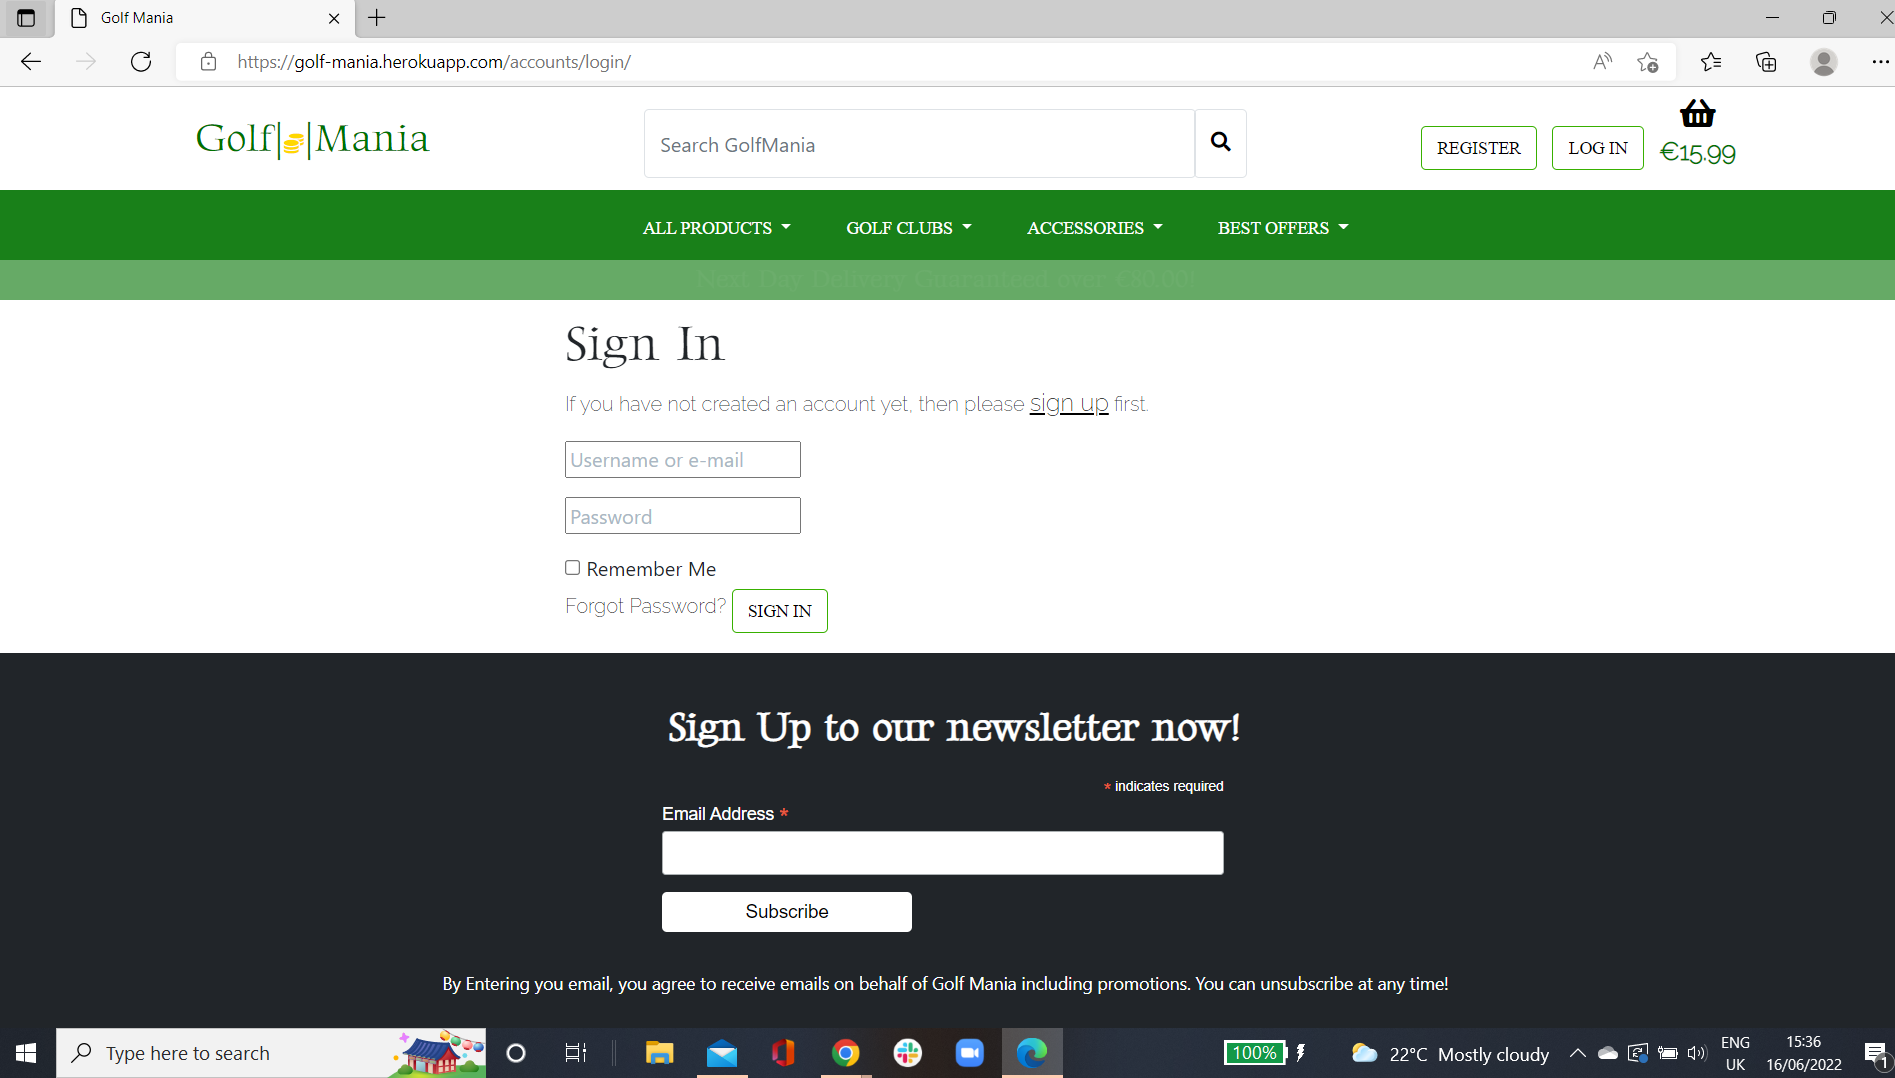 Golf Mania
https://golf-mania.herokuapp.com/accounts/login/
Golf Mania
Search GolfMania
REGISTER
LOG IN
€15.99
ALL PRODUCTS
GOLF CLUBS
ACCESSORIES
BEST OFFERS
Next Day Delivery Guaranteed over €80.00!
Sign In
If you have not created an account yet, then please sign up first.
Username or e-mail
Password
Remember Me
Forgot Password?
SIGN IN
Sign Up to our newsletter now!
* indicates required
Email Address *
Subscribe
By Entering you email, you agree to receive emails on behalf of Golf Mania including promotions. You can unsubscribe at any time!
Type here to search
100%
22°C Mostly cloudy
ENG
UK
15:36
16/06/2022
1